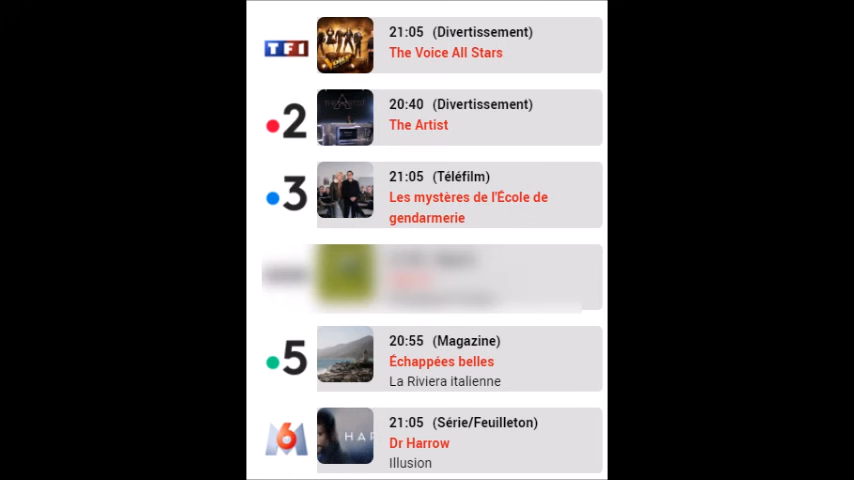 TF1
21:05 (Divertissement)
The Voice All Stars
2
20:40 (Divertissement)
The Artist
3
21:05 (Téléfilm)
Les mystères de l'École de
gendarmerie
5
20:55 (Magazine)
Échappées belles
La Riviera italienne
M6
HAR
21:05 (Série/Feuilleton)
Dr Harrow
Illusion